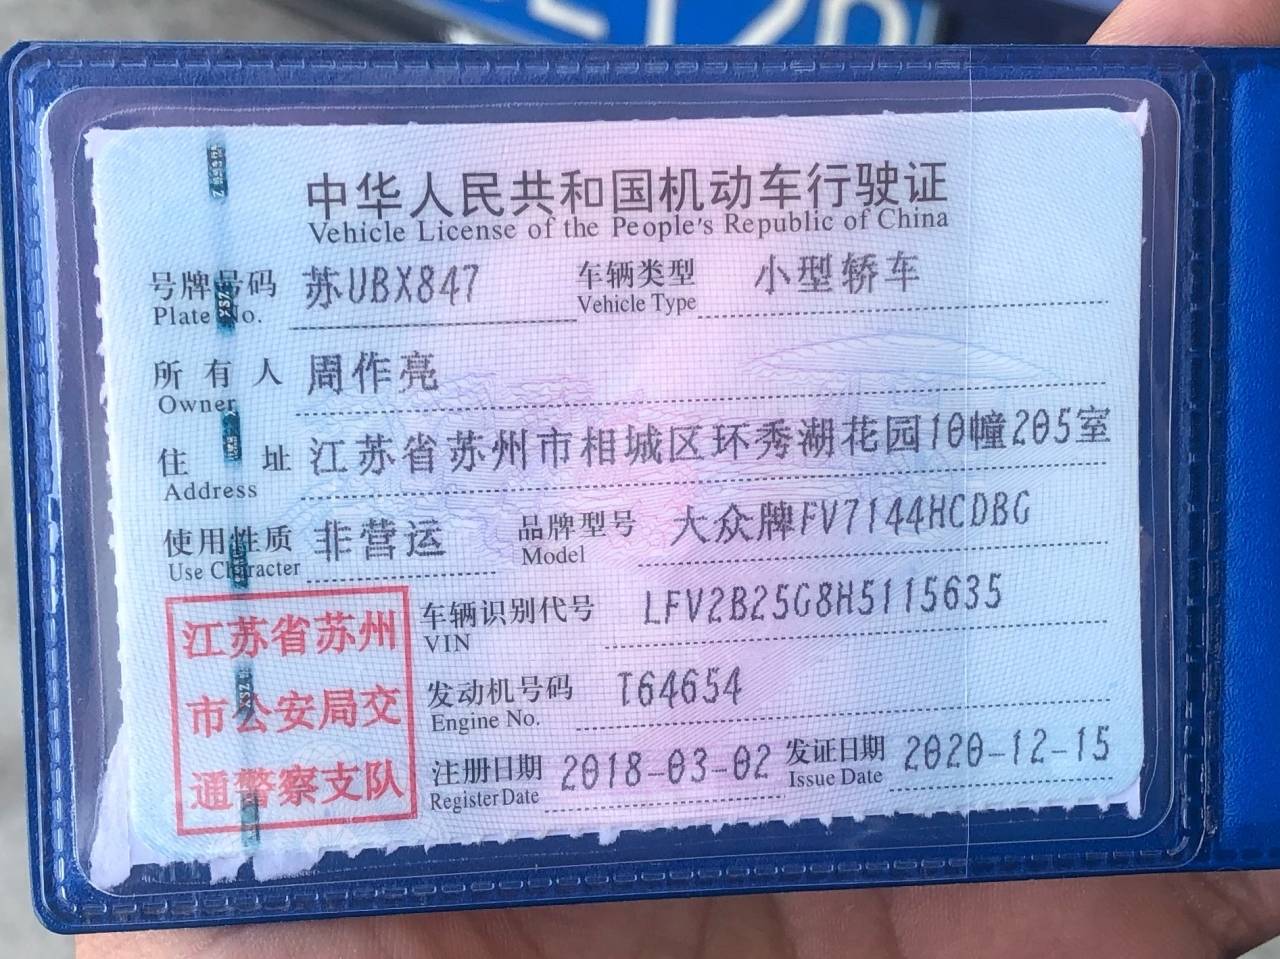 中华人民共和国机动车行驶证
Vehicle License of the People's Republic of China
号牌号码 苏UBX847 车辆类型 小型轿车
Plate No. Vehicle Type
所有人 周作亮
Owner
住址 江苏省苏州市相城区环秀湖花园10幢205室
Address
使用性质 非营运 品牌型号 大众牌FV7144HCDBG
Use Character Model
车辆识别代号 LFV2B25G8H5115635
VIN
发动机号码 T64654
Engine No.
注册日期 2018-03-02 发证日期 2020-12-15
Register Date Issue Date
江苏省苏州
市公安局交
通警察支队